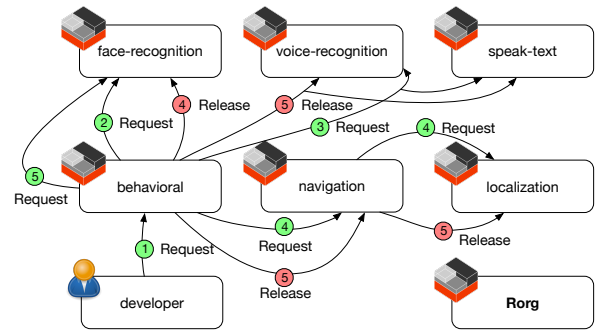 face-recognition
voice-recognition
speak-text
4 Release
5 Release
2 Request
3 Request
4 Request
5
Request
behavioral
navigation
localization
4
Request
5
Release
1 Request
5
Release
developer
Rorg